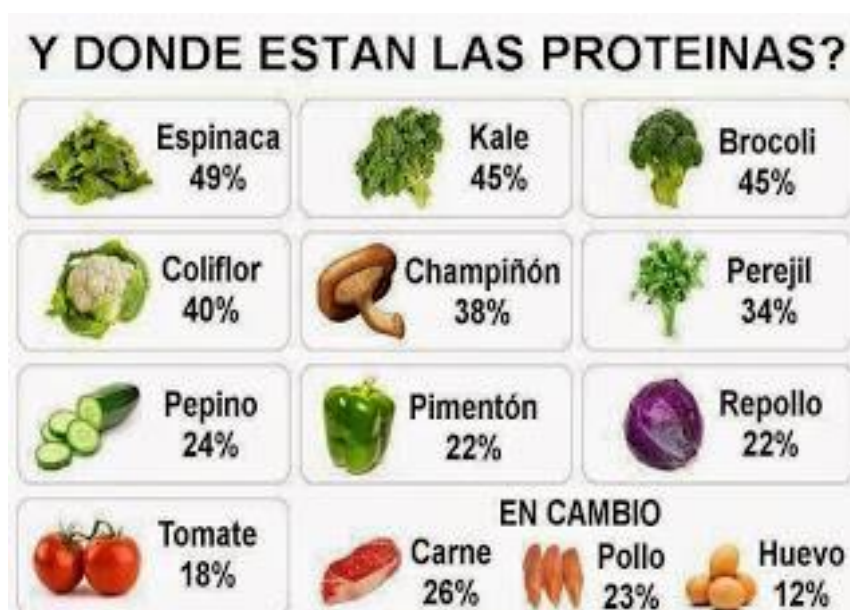 Y DONDE ESTAN LAS PROTEINAS?
Espinaca
49%
Kale
45%
Brocoli
45%
Coliflor
40%
Champiñón
38%
Perejil
34%
Pepino
24%
Pimentón
22%
Repollo
22%
Tomate
18%
EN CAMBIO
Carne
26%
Pollo
23%
Huevo
12%